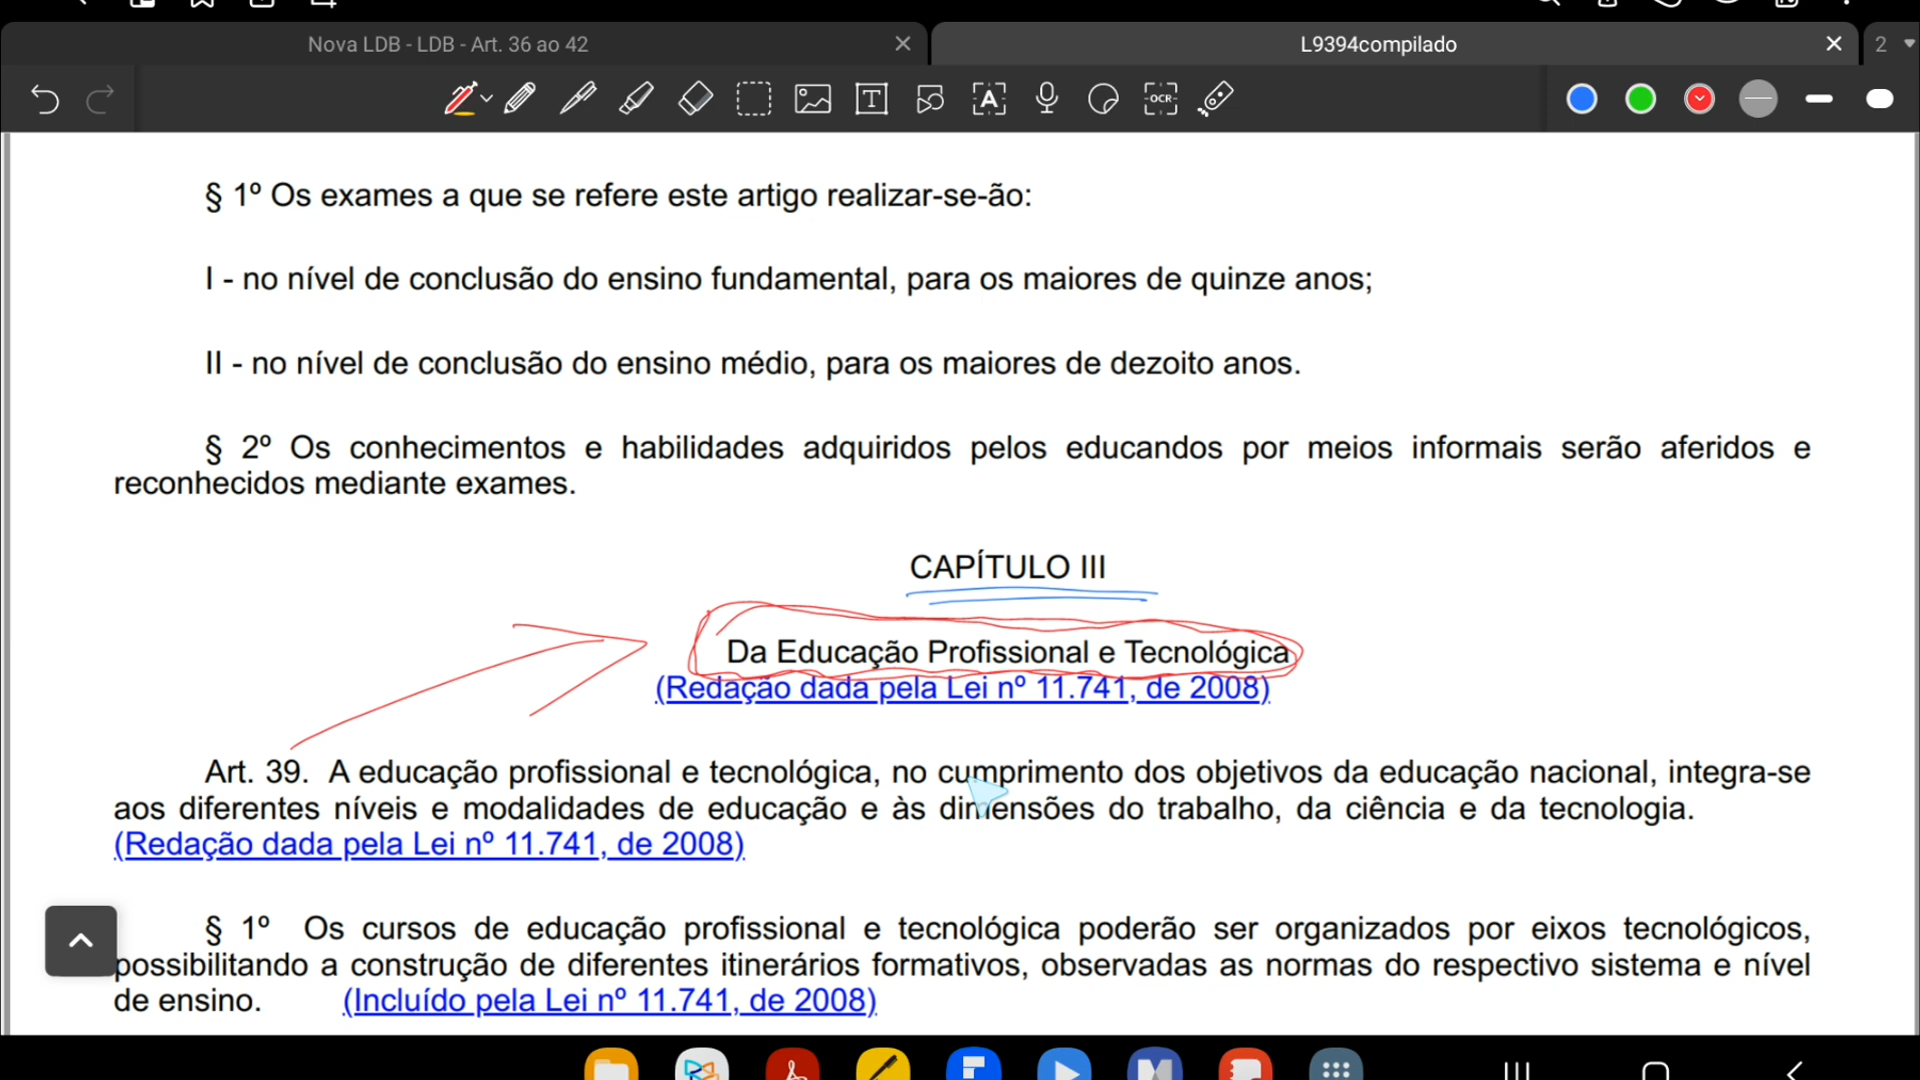 Nova LDB - LDB - Art. 36 ao 42
L9394compilado
2
T
A
OCR
§ 1º Os exames a que se refere este artigo realizar-se-ão:
I - no nível de conclusão do ensino fundamental, para os maiores de quinze anos;
II - no nível de conclusão do ensino médio, para os maiores de dezoito anos.
§ 2º Os conhecimentos e habilidades adquiridos pelos educandos por meios informais serão aferidos e
reconhecidos mediante exames.
CAPÍTULO III
Da Educação Profissional e Tecnológica
(Redação dada pela Lei nº 11.741, de 2008)
Art. 39. A educação profissional e tecnológica, no cumprimento dos objetivos da educação nacional, integra-se
aos diferentes níveis e modalidades de educação e às dimensões do trabalho, da ciência e da tecnologia.
(Redação dada pela Lei nº 11.741, de 2008)
§ 1º Os cursos de educação profissional e tecnológica poderão ser organizados por eixos tecnológicos,
possibilitando a construção de diferentes itinerários formativos, observadas as normas do respectivo sistema e nível
de ensino. (Incluído pela Lei nº 11.741, de 2008)